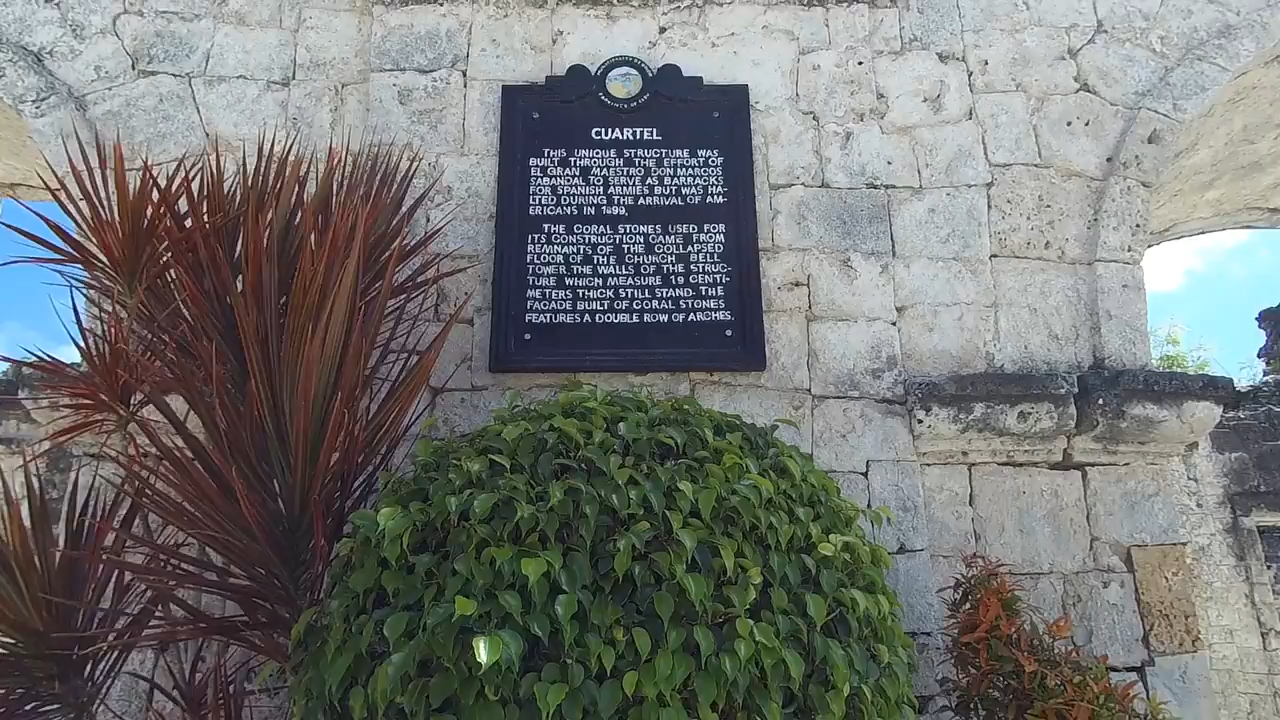 CUARTEL
THIS UNIQUE STRUCTURE WAS
BUILT THROUGH THE EFFORT OF
EL GRAN MAESTRO DON MARCOS
SABANDAL TO SERVE AS BARRACKS
FOR SPANISH ARMIES BUT WAS HA-
LTED DURING THE ARRIVAL OF AM-
ERICANS IN 1899.
THE CORAL STONES USED FOR
ITS CONSTRUCTION CAME FROM
REMNANTS OF THE COLLAPSED
FLOOR OF THE CHURCH BELL
TOWER. THE WALLS OF THE STRUC-
TURE WHICH MEASURE 19 CENTI-
METERS THICK STILL STAND. THE
FACADE BUILT OF CORAL STONES
FEATURES A DOUBLE ROW OF ARCHES.